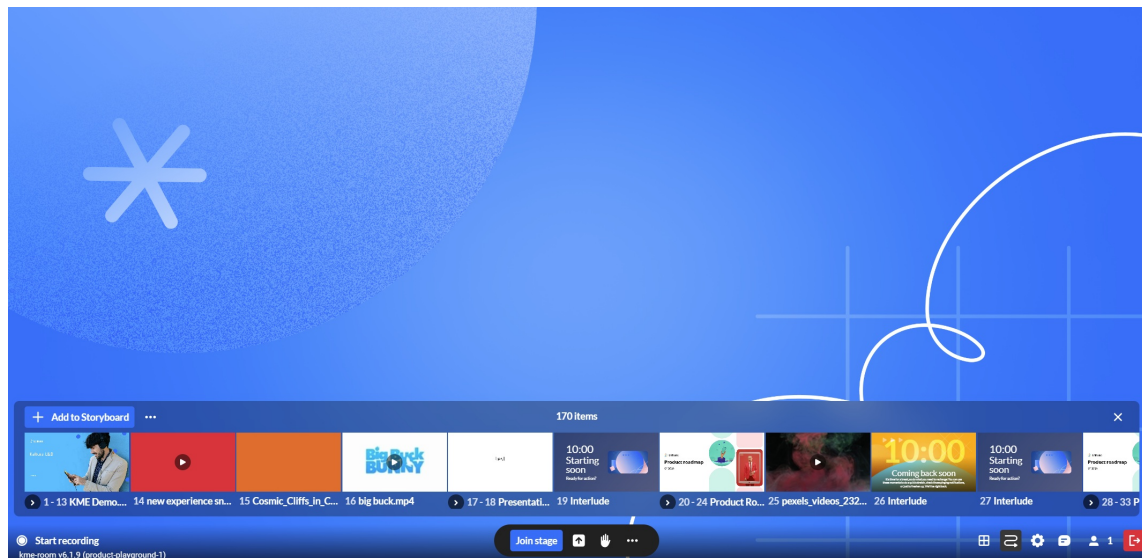 Add to Storyboard
170 items
Big Buck
BUNNY
10:00
Starting
soon
Ready for action?
Product roadmap
10:00
Coming back soon
10:00
Starting
soon
Ready for action?
Product roadmap
1 - 13 KME Demo....
14 new experience sn...
15 Cosmic_Cliffs_in_C...
16 big buck.mp4
17 - 18 Presentati...
19 Interlude
20 - 24 Product Ro...
25 pexels_videos_232...
26 Interlude
27 Interlude
28 - 33 P
Start recording
Join stage
1
kme-room v6.1.9 (product-playground-1)